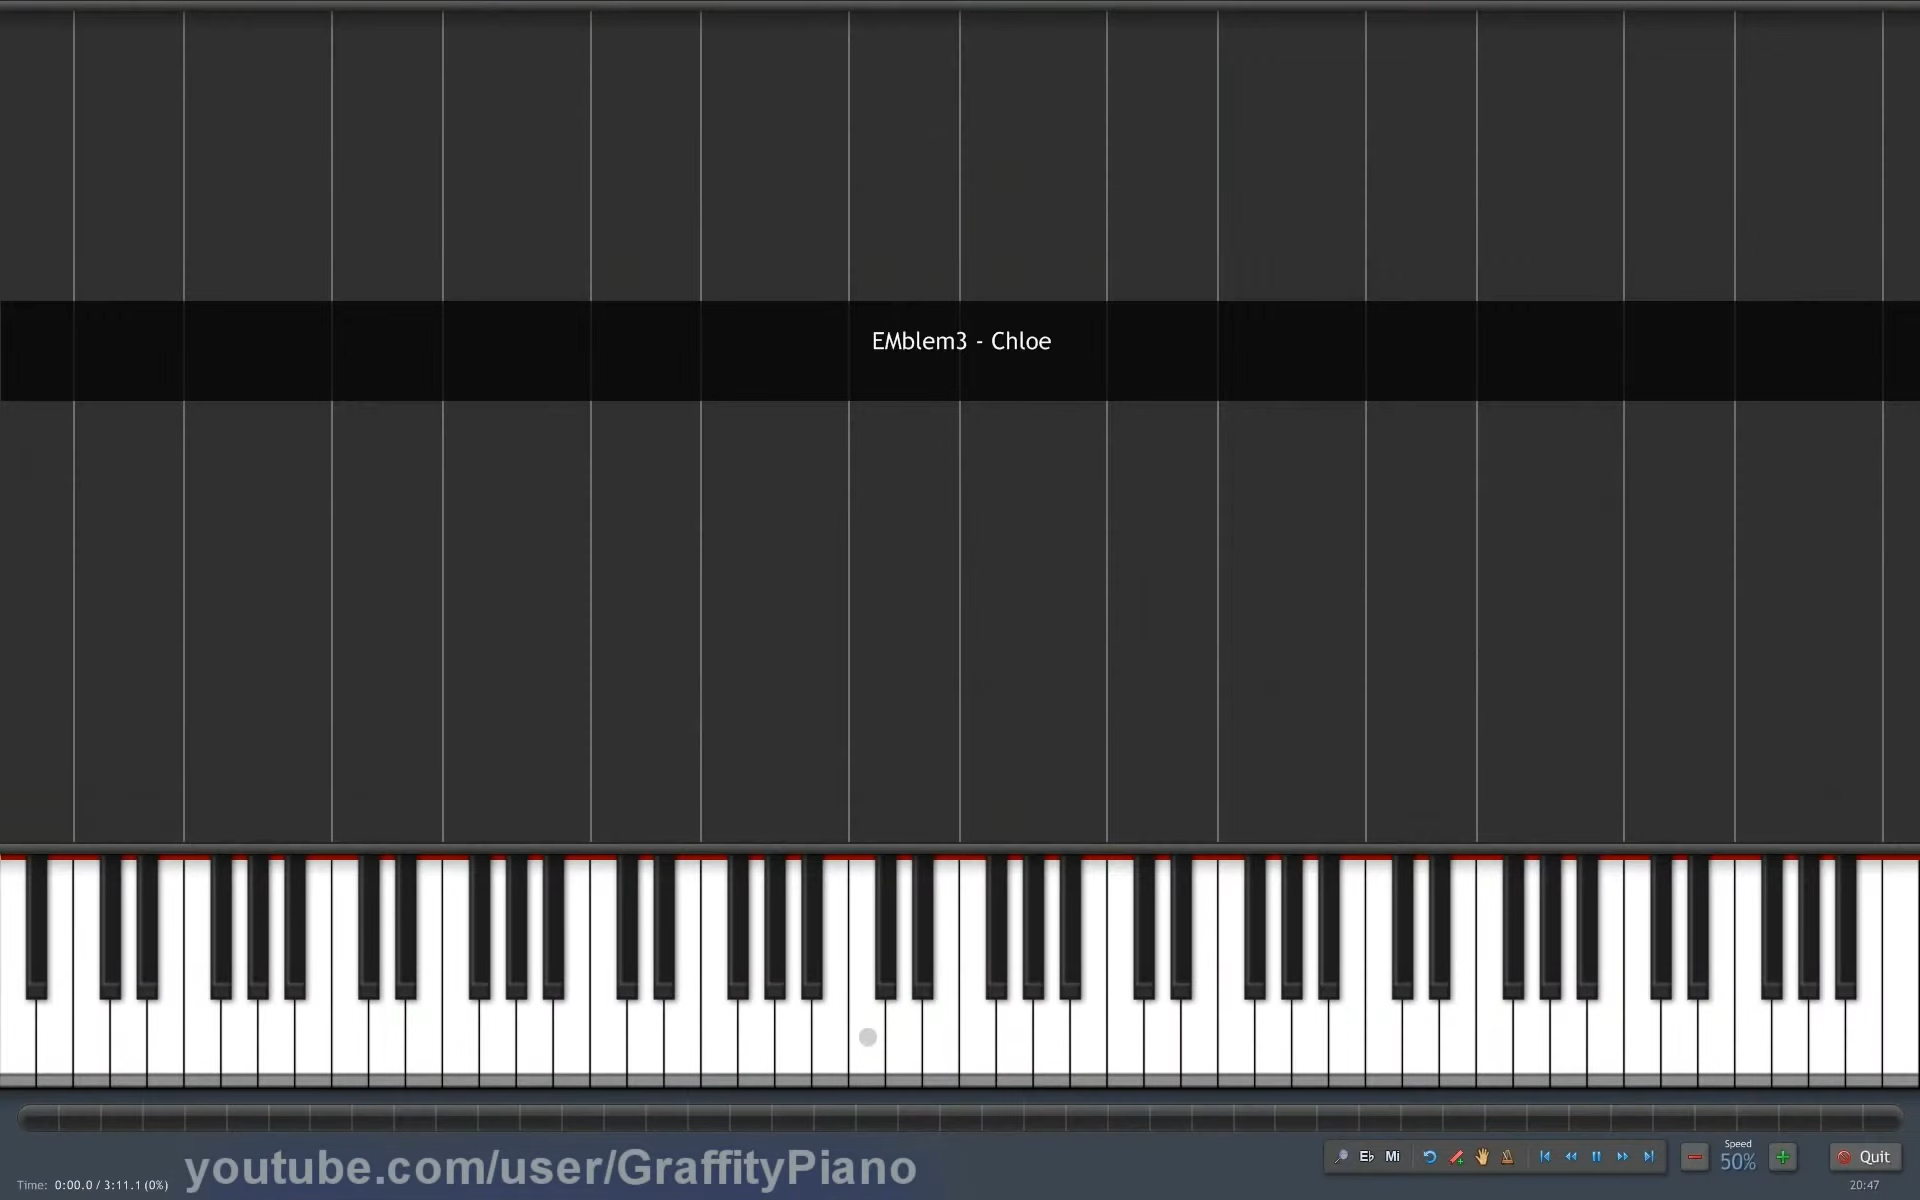 EMblem3 - Chloe
E♭ Mi
Speed
50%
Quit
youtube.com/user/GraffityPiano
Time: 0:00.0 / 3:11.1 (0%)
20:47